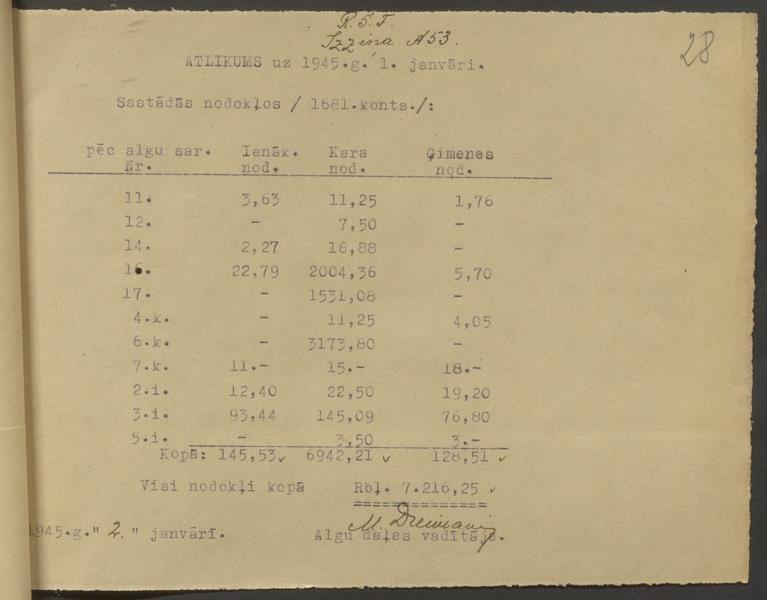 R.S.F.
Izziņa A53.
28
ATLIKUMS uz 1945.g. 1. janvāri.
Sastādās nodokļos / 1681.konts./:
pēc algu sar. Ienāk. Kara Ģimenes
Nr. nod. nod. nod.
11. 3,63 11,25 1,76
12. - 7,50 -
14. 2,27 16,88 -
16. 22,79 2004,36 5,70
17. - 1531,08 -
4.k. - 11,25 4,05
6.k. - 3173,80 -
7.k. 11.- 15.- 18.-
2.i. 12,40 22,50 19,20
3.i. 93,44 145,09 76,80
5.i. - 3,50 3.-
Kopā: 145,53 ✓ 6942,21 ✓ 128,51 ✓
Visi nodokļi kopā Rbļ. 7.216,25 ✓
1945.g." 2. " janvārī. Algu daļas vadītājs.